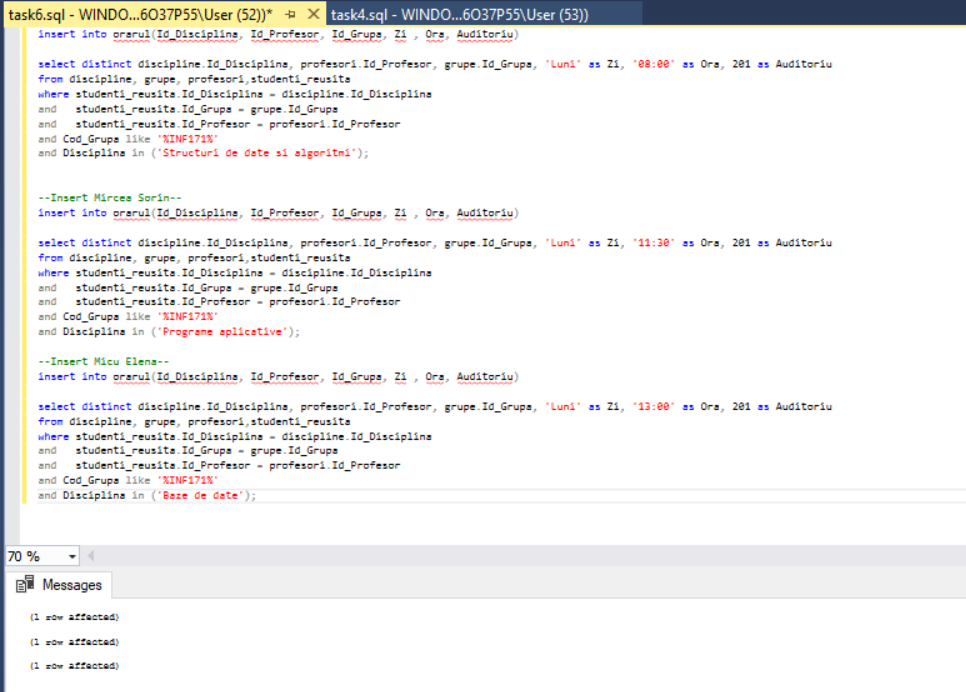 task6.sql - WINDO...6O37P55\User (52))* task4.sql - WINDO...6O37P55\User (53))
insert into orarul(Id_Disciplina, Id_Profesor, Id_Grupa, Zi , Ora, Auditoriu)
select distinct discipline.Id_Disciplina, profesori.Id_Profesor, grupe.Id_Grupa, 'Luni' as Zi, '08:00' as Ora, 201 as Auditoriu
from discipline, grupe, profesori,studenti_reusita
where studenti_reusita.Id_Disciplina = discipline.Id_Disciplina
and studenti_reusita.Id_Grupa = grupe.Id_Grupa
and studenti_reusita.Id_Profesor = profesori.Id_Profesor
and Cod_Grupa like '%INF171%'
and Disciplina in ('Structuri de date si algoritmi');
--Insert Mircea Sorin--
insert into orarul(Id_Disciplina, Id_Profesor, Id_Grupa, Zi , Ora, Auditoriu)
select distinct discipline.Id_Disciplina, profesori.Id_Profesor, grupe.Id_Grupa, 'Luni' as Zi, '11:30' as Ora, 201 as Auditoriu
from discipline, grupe, profesori,studenti_reusita
where studenti_reusita.Id_Disciplina = discipline.Id_Disciplina
and studenti_reusita.Id_Grupa = grupe.Id_Grupa
and studenti_reusita.Id_Profesor = profesori.Id_Profesor
and Cod_Grupa like '%INF171%'
and Disciplina in ('Programe aplicative');
--Insert Micu Elena--
insert into orarul(Id_Disciplina, Id_Profesor, Id_Grupa, Zi , Ora, Auditoriu)
select distinct discipline.Id_Disciplina, profesori.Id_Profesor, grupe.Id_Grupa, 'Luni' as Zi, '13:00' as Ora, 201 as Auditoriu
from discipline, grupe, profesori,studenti_reusita
where studenti_reusita.Id_Disciplina = discipline.Id_Disciplina
and studenti_reusita.Id_Grupa = grupe.Id_Grupa
and studenti_reusita.Id_Profesor = profesori.Id_Profesor
and Cod_Grupa like '%INF171%'
and Disciplina in ('Baze de date');
70 %
Messages
(1 row affected)
(1 row affected)
(1 row affected)